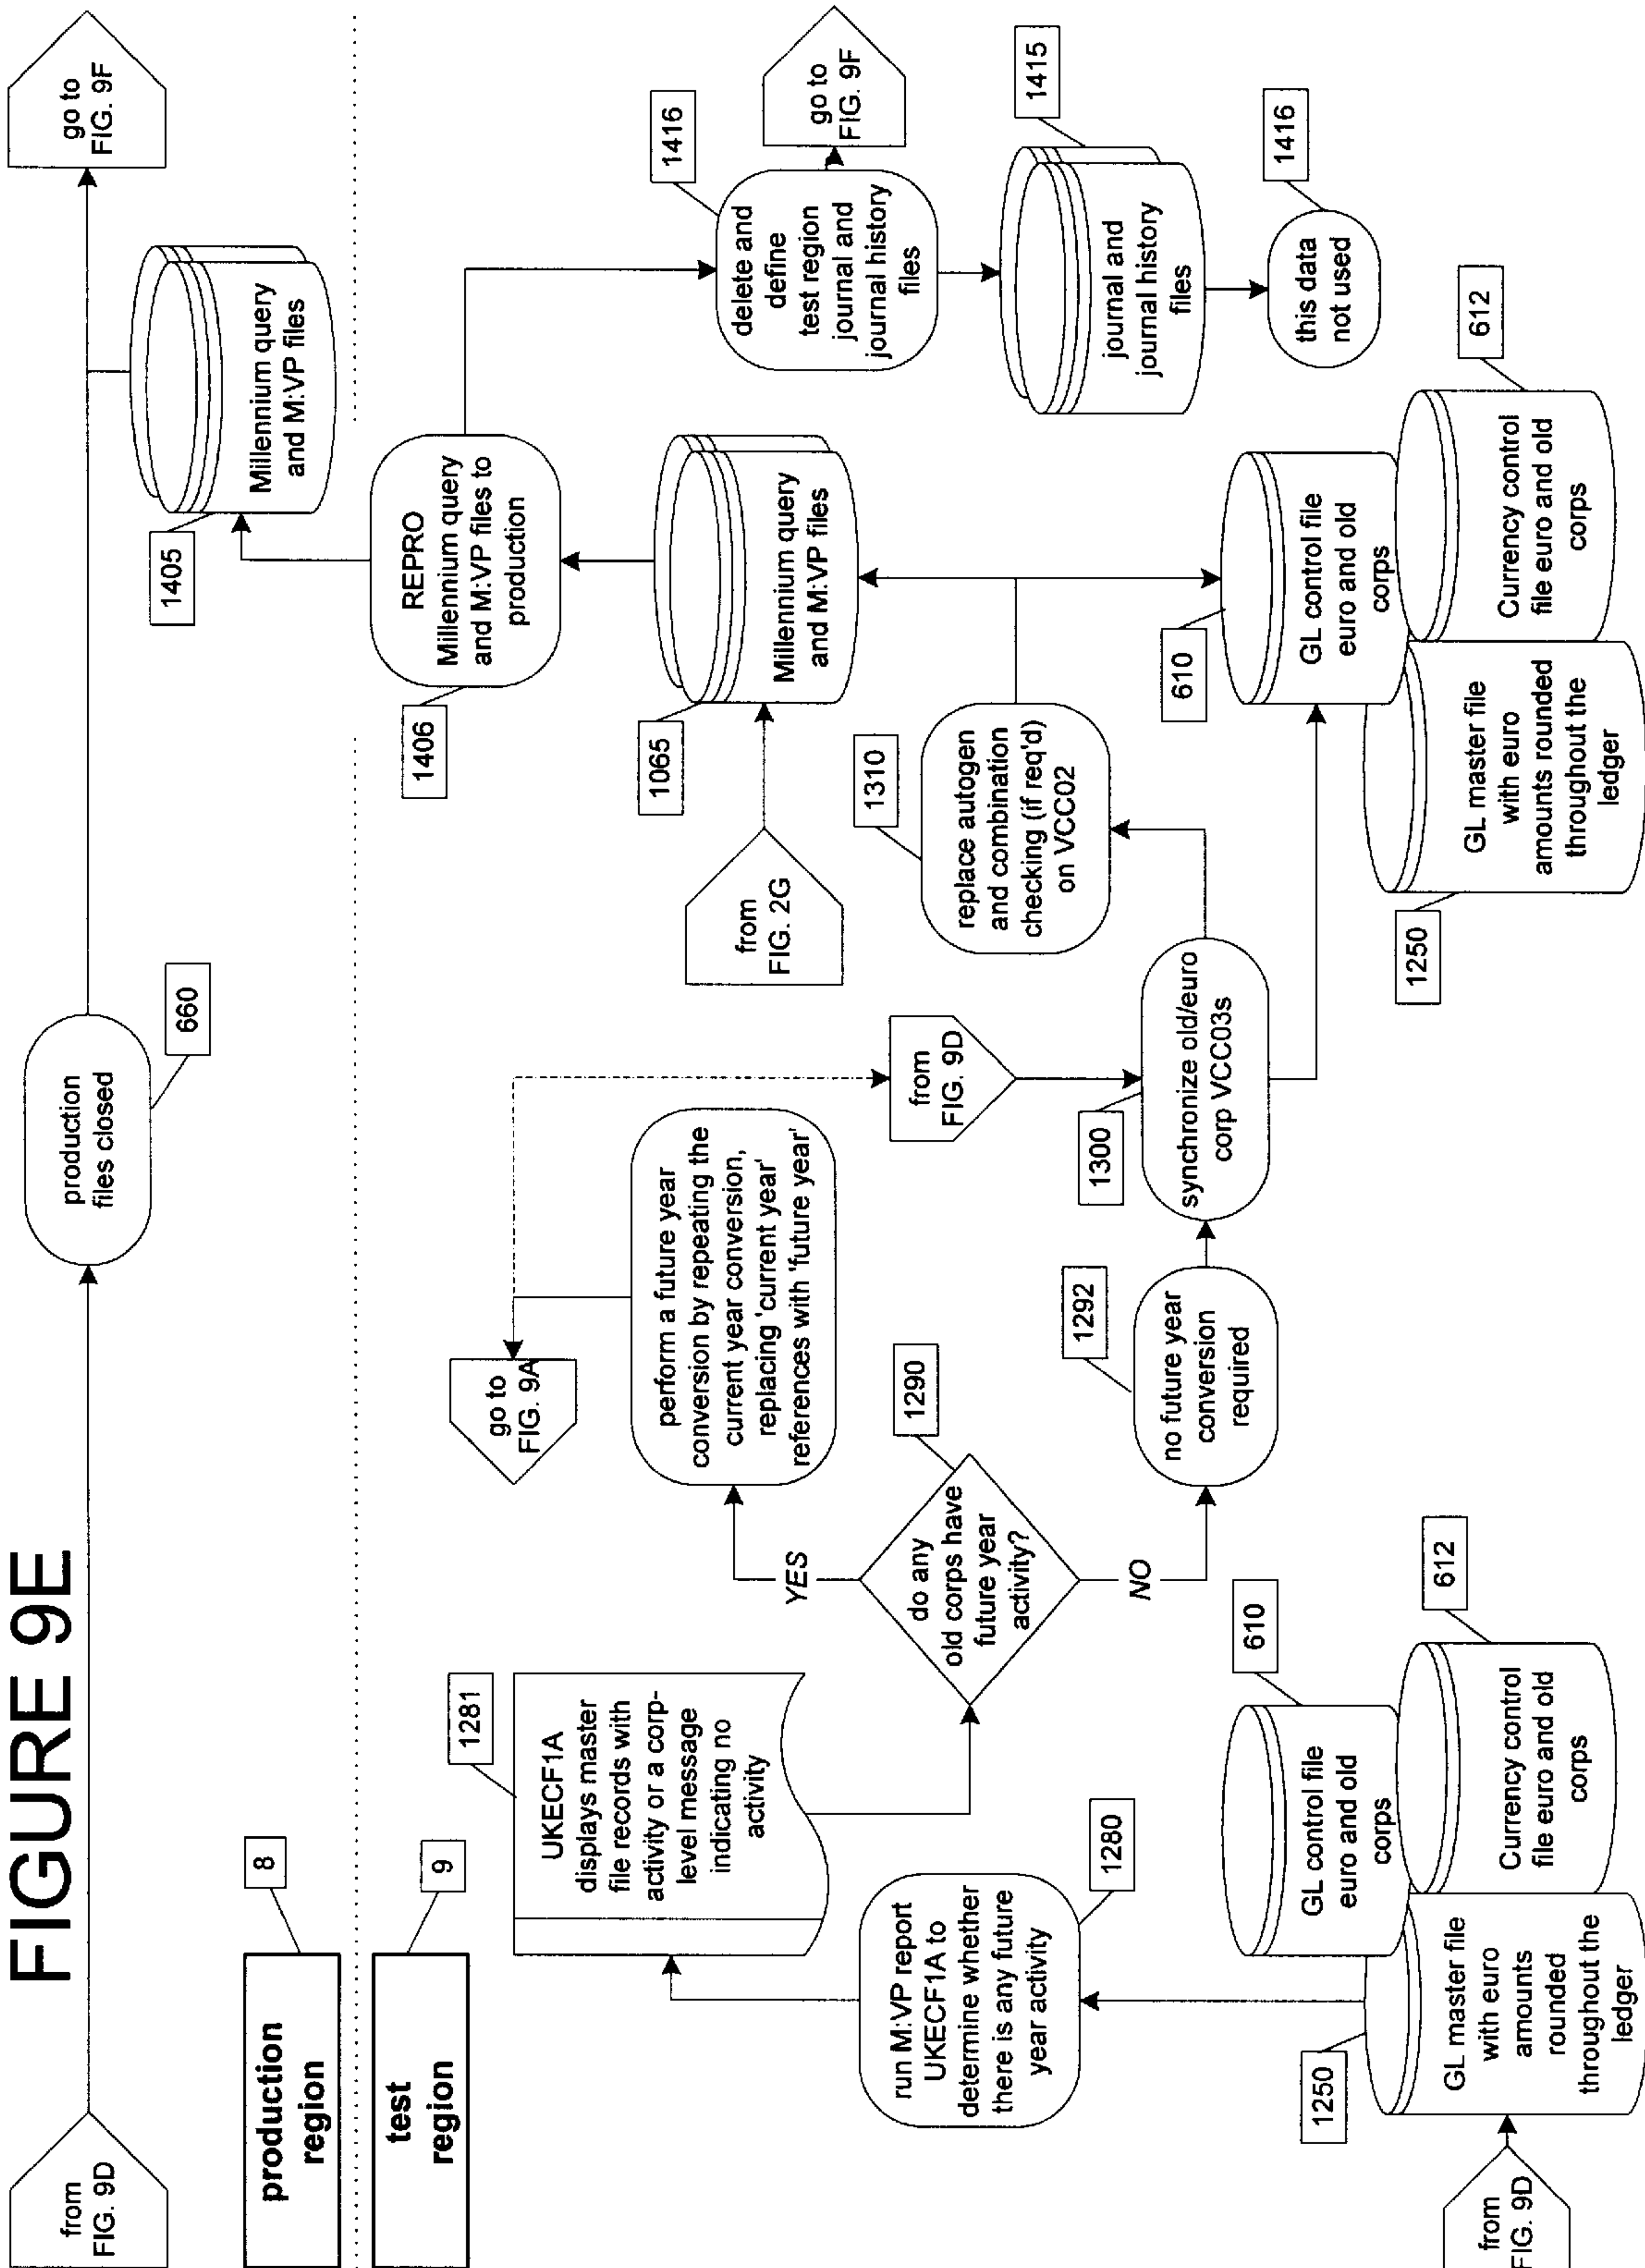 FIGURE 9E
from
FIG. 9D
production
files closed
660
go to
FIG. 9F
production
region
8
test
region
9
1405
Millennium query
and M:VP files
REPRO
Millennium query
and M:VP files to
production
1406
1065
Millennium query
and M:VP files
from
FIG. 2G
delete and
define
test region
journal and
journal history
files
1416
go to
FIG. 9F
journal and
journal history
files
1415
this data
not used
1416
UKECF1A
displays master
file records with
activity or a corp-
level message
indicating no
activity
1281
run M:VP report
UKECF1A to
determine whether
there is any future
year activity
1280
go to
FIG. 9A
perform a future year
conversion by repeating the
current year conversion,
replacing 'current year'
references with 'future year'
YES
do any
old corps have
future year
activity?
1290
NO
no future year
conversion
required
1292
from
FIG. 9D
synchronize old/euro
corp VCC03s
1300
replace autogen
and combination
checking (if req'd)
on VCC02
1310
from
FIG. 9D
GL master file
with euro
amounts
rounded
throughout the
ledger
1250
GL control file
euro and old
corps
610
Currency control
file euro and old
corps
612
GL master file
with euro
amounts rounded
throughout the
ledger
1250
GL control file
euro and old
corps
610
Currency control
file euro and old
corps
612